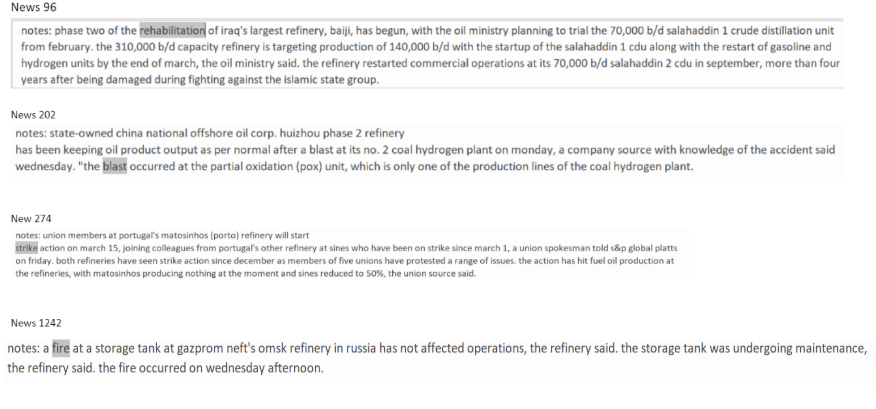 News 96
notes: phase two of the rehabilitation of iraq's largest refinery, baiji, has begun, with the oil ministry planning to trial the 70,000 b/d salahaddin 1 crude distillation unit
from february. the 310,000 b/d capacity refinery is targeting production of 140,000 b/d with the startup of the salahaddin 1 cdu along with the restart of gasoline and
hydrogen units by the end of march, the oil ministry said. the refinery restarted commercial operations at its 70,000 b/d salahaddin 2 cdu in september, more than four
years after being damaged during fighting against the islamic state group.
News 202
notes: state-owned china national offshore oil corp. huizhou phase 2 refinery
has been keeping oil product output as per normal after a blast at its no. 2 coal hydrogen plant on monday, a company source with knowledge of the accident said
wednesday. "the blast occurred at the partial oxidation (pox) unit, which is only one of the production lines of the coal hydrogen plant.
New 274
notes: union members at portugal's matosinhos (porto) refinery will start
strike action on march 15, joining colleagues from portugal's other refinery at sines who have been on strike since march 1, a union spokesman told s&p global platts
on friday. both refineries have seen strike action since december as members of five unions have protested a range of issues. the action has hit fuel oil production at
the refineries, with matosinhos producing nothing at the moment and sines reduced to 50%, the union source said.
News 1242
notes: a fire at a storage tank at gazprom neft's omsk refinery in russia has not affected operations, the refinery said. the storage tank was undergoing maintenance,
the refinery said. the fire occurred on wednesday afternoon.